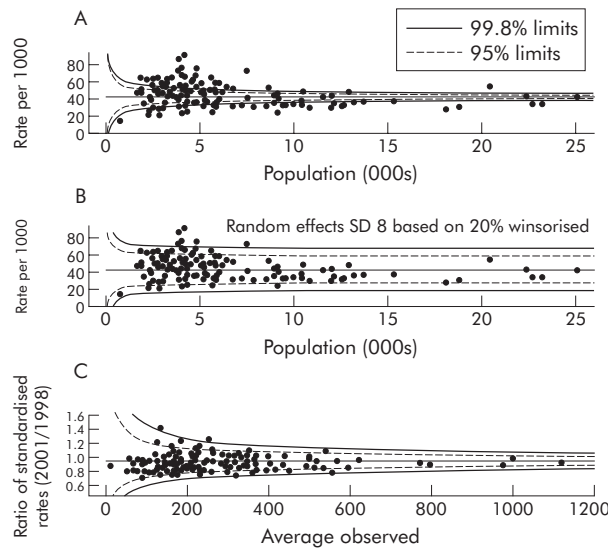 A
99.8% limits
95% limits
Rate per 1000
80
60
40
20
0
0 5 10 15 20 25
Population (000s)
B
Random effects SD 8 based on 20% winsorised
Rate per 1000
80
60
40
20
0
0 5 10 15 20 25
Population (000s)
C
Ratio of standardised
rates (2001/1998)
1.6
1.4
1.2
1.0
0.8
0.6
0 200 400 600 800 1000 1200
Average observed